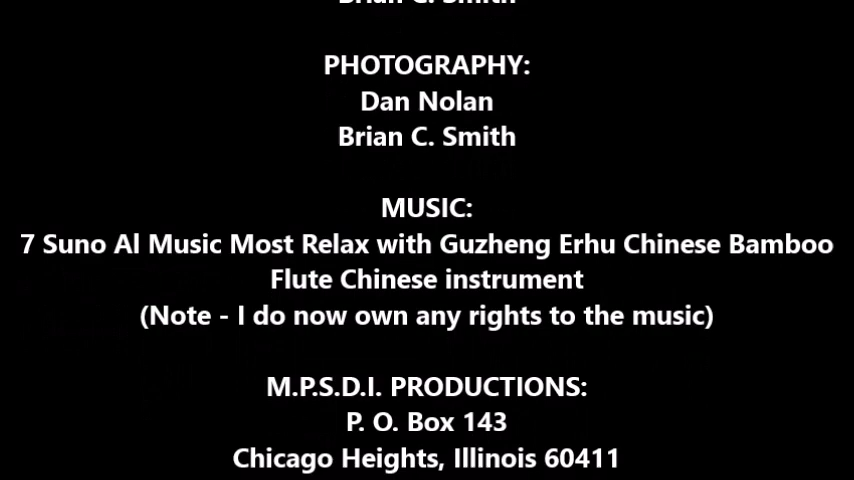 Brian C. Smith
PHOTOGRAPHY:
Dan Nolan
Brian C. Smith
MUSIC:
7 Suno Al Music Most Relax with Guzheng Erhu Chinese Bamboo
Flute Chinese instrument
(Note - I do now own any rights to the music)
M.P.S.D.I. PRODUCTIONS:
P. O. Box 143
Chicago Heights, Illinois 60411